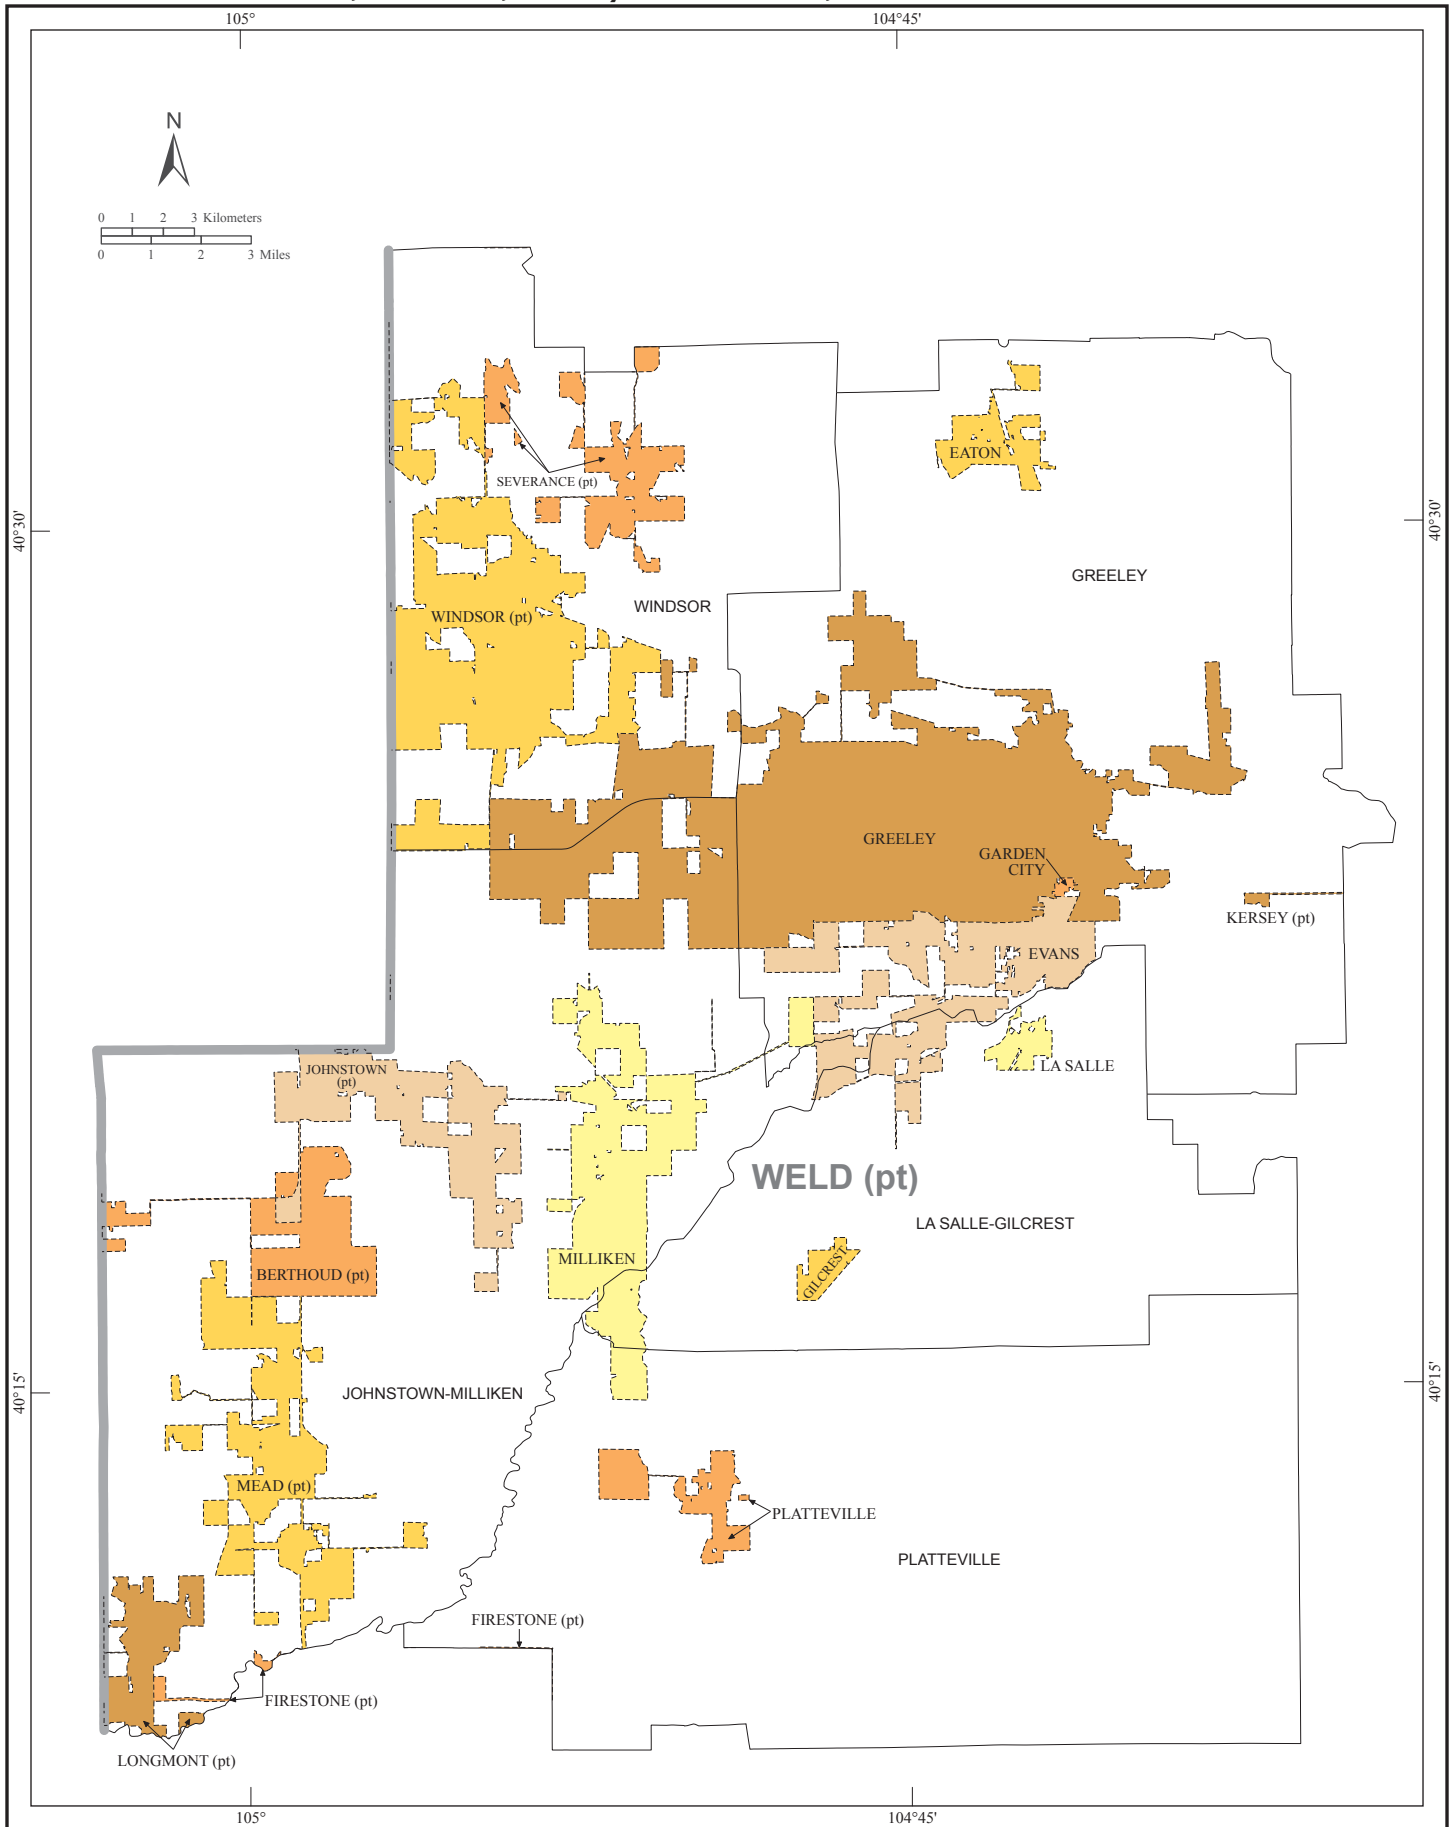 105°
104°45'
N
0 1 2 3 Kilometers
0 1 2 3 Miles
EATON
SEVERANCE (pt)
40°30'
40°30'
GREELEY
WINDSOR
WINDSOR (pt)
GREELEY
GARDEN
CITY
KERSEY (pt)
EVANS
LA SALLE
JOHNSTOWN
(pt)
WELD (pt)
LA SALLE-GILCREST
MILLIKEN
GILCREST
BERTHOUD (pt)
40°15'
40°15'
JOHNSTOWN-MILLIKEN
MEAD (pt)
PLATTEVILLE
PLATTEVILLE
FIRESTONE (pt)
FIRESTONE (pt)
LONGMONT (pt)
105°
104°45'